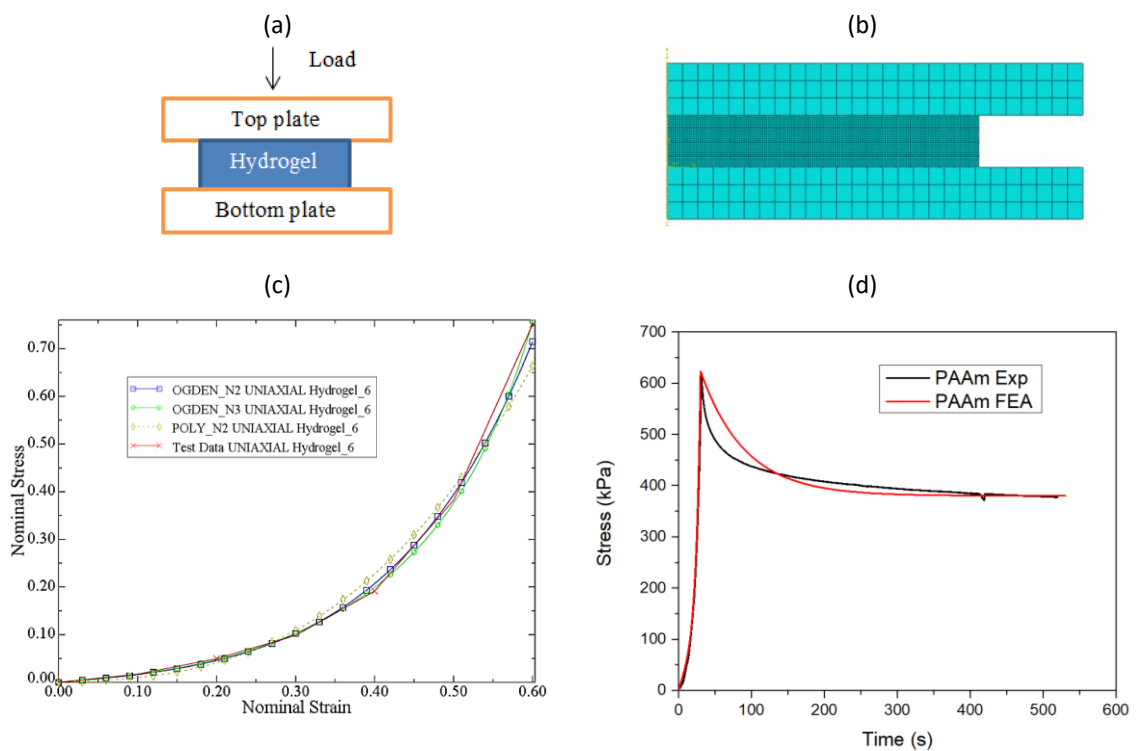 (a)
Load
Top plate
Hydrogel
Bottom plate
(b)
(c)
0.70
0.60
0.50
0.40
0.30
0.20
0.10
0.00
Nominal Stress
OGDEN_N2 UNIAXIAL Hydrogel_6
OGDEN_N3 UNIAXIAL Hydrogel_6
POLY_N2 UNIAXIAL Hydrogel_6
Test Data UNIAXIAL Hydrogel_6
0.00 0.10 0.20 0.30 0.40 0.50 0.60
Nominal Strain
(d)
700
600
500
400
300
200
100
0
Stress (kPa)
PAAm Exp
PAAm FEA
0 100 200 300 400 500 600
Time (s)